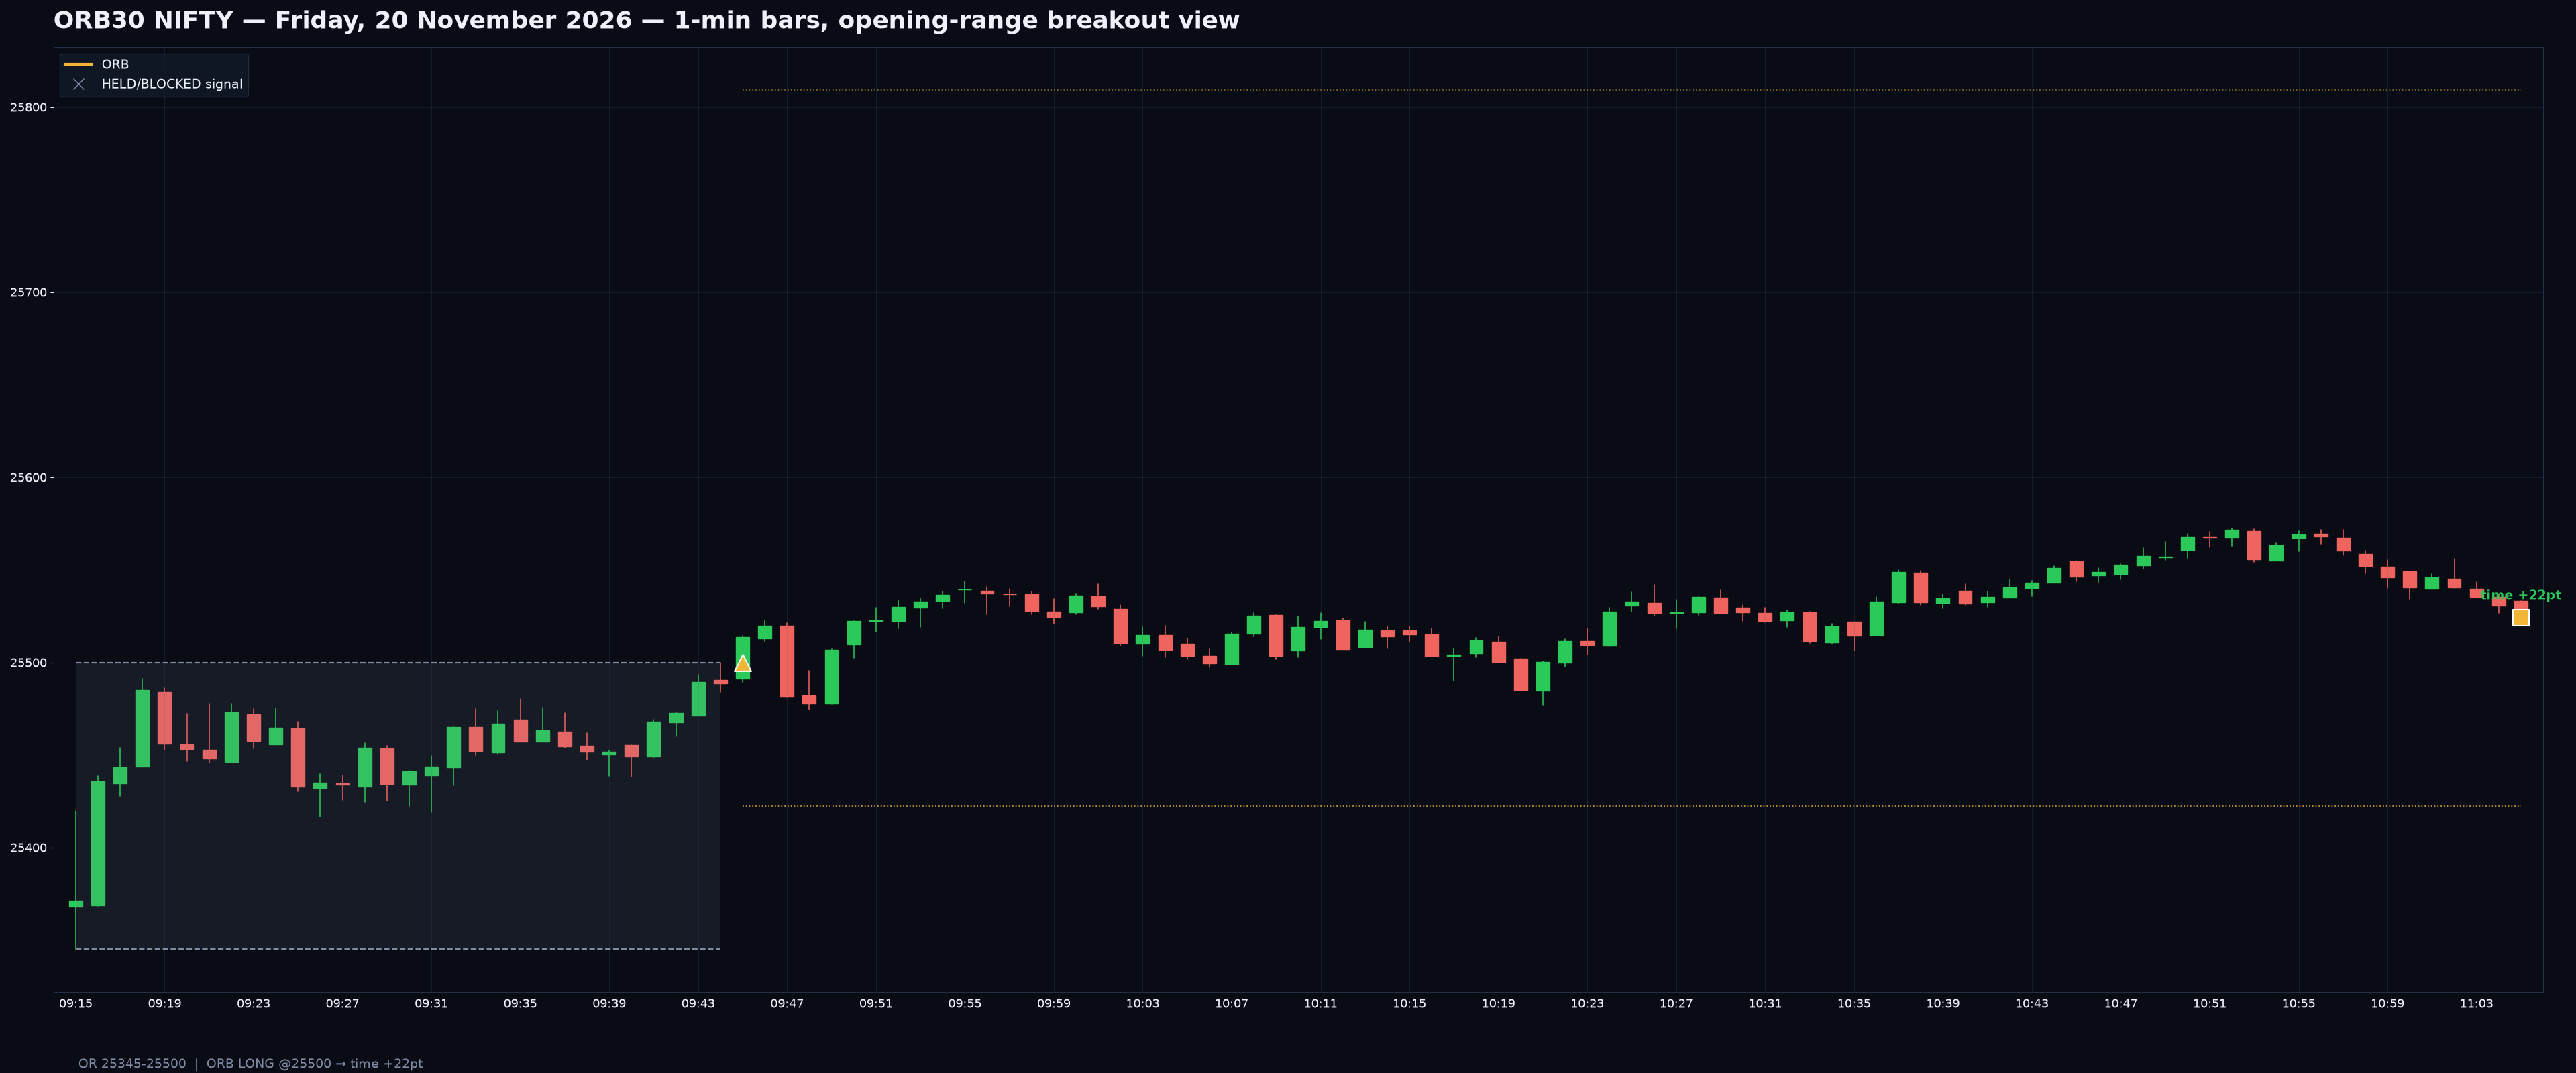 ORB30 NIFTY — Friday, 20 November 2026 — 1-min bars, opening-range breakout view
ORB
HELD/BLOCKED signal
25800
25700
25600
25500
25400
time +22pt
09:15 09:19 09:23 09:27 09:31 09:35 09:39 09:43 09:47 09:51 09:55 09:59 10:03 10:07 10:11 10:15 10:19 10:23 10:27 10:31 10:35 10:39 10:43 10:47 10:51 10:55 10:59 11:03
OR 25345-25500 | ORB LONG @25500 → time +22pt